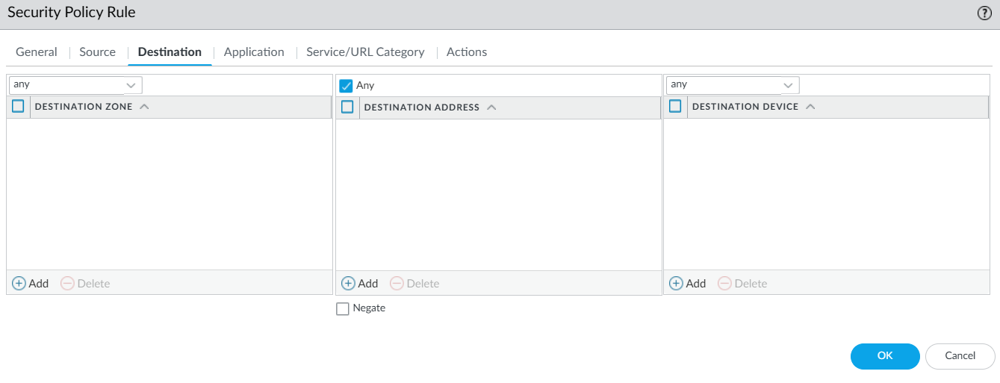 Security Policy Rule
?
General Source Destination Application Service/URL Category Actions
any Any any
DESTINATION ZONE DESTINATION ADDRESS DESTINATION DEVICE
Add Delete Add Delete Add Delete
Negate
OK Cancel